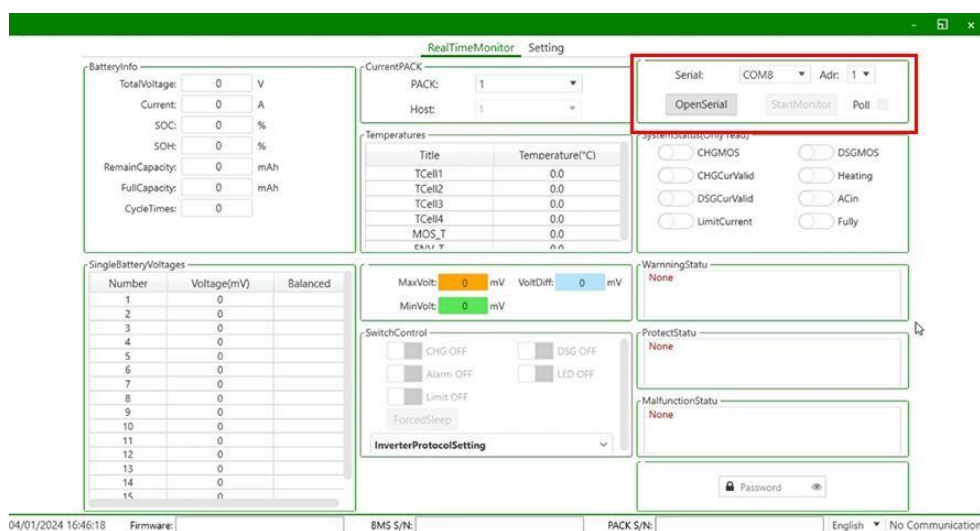 RealTimeMonitor Setting
BatteryInfo
TotalVoltage: 0 V
Current: 0 A
SOC: 0 %
SOH: 0 %
RemainCapacity: 0 mAh
FullCapacity: 0 mAh
CycleTimes: 0
CurrentPACK
PACK: 1
Host: 1
Serial: COM8 Adr: 1
OpenSerial StartMonitor Poll
Temperatures
Title Temperature(°C)
TCell1 0.0
TCell2 0.0
TCell3 0.0
TCell4 0.0
MOS_T 0.0
ENV_T 0.0
SystemStatus(Only read)
CHGMOS DSGMOS
CHGCurValid Heating
DSGCurValid ACin
LimitCurrent Fully
SingleBatteryVoltages
Number Voltage(mV) Balanced
1 0
2 0
3 0
4 0
5 0
6 0
7 0
8 0
9 0
10 0
11 0
12 0
13 0
14 0
15 0
MaxVolt: 0 mV VoltDiff: 0 mV
MinVolt: 0 mV
SwitchControl
CHG OFF DSG OFF
Alarm OFF LED OFF
Limit OFF
ForcedSleep
InverterProtocolSetting
WarnningStatu
None
ProtectStatu
None
MalfunctionStatu
None
Password
04/01/2024 16:46:18 Firmware: BMS S/N: PACK S/N: English No Communication